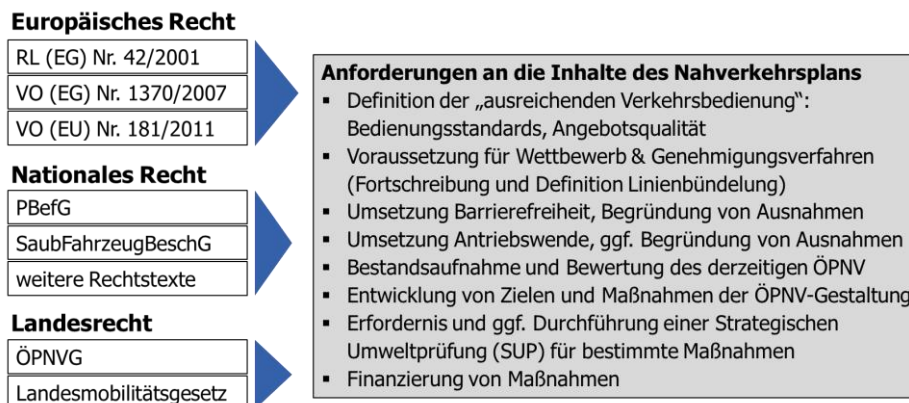 Europäisches Recht
RL (EG) Nr. 42/2001
VO (EG) Nr. 1370/2007
VO (EU) Nr. 181/2011
Nationales Recht
PBefG
SaubFahrzeugBeschG
weitere Rechtstexte
Landesrecht
ÖPNVG
Landesmobilitätsgesetz
Anforderungen an die Inhalte des Nahverkehrsplans
▪ Definition der „ausreichenden Verkehrsbedienung“:
Bedienungsstandards, Angebotsqualität
▪ Voraussetzung für Wettbewerb & Genehmigungsverfahren
(Fortschreibung und Definition Linienbündelung)
▪ Umsetzung Barrierefreiheit, Begründung von Ausnahmen
▪ Umsetzung Antriebswende, ggf. Begründung von Ausnahmen
▪ Bestandsaufnahme und Bewertung des derzeitigen ÖPNV
▪ Entwicklung von Zielen und Maßnahmen der ÖPNV-Gestaltung
▪ Erfordernis und ggf. Durchführung einer Strategischen
Umweltprüfung (SUP) für bestimmte Maßnahmen
▪ Finanzierung von Maßnahmen